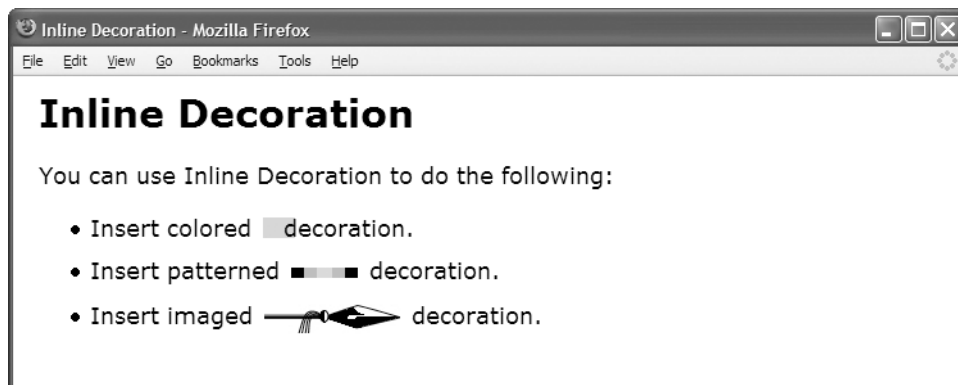 Inline Decoration - Mozilla Firefox
File Edit View Go Bookmarks Tools Help
Inline Decoration
You can use Inline Decoration to do the following:
• Insert colored decoration.
• Insert patterned decoration.
• Insert imaged decoration.